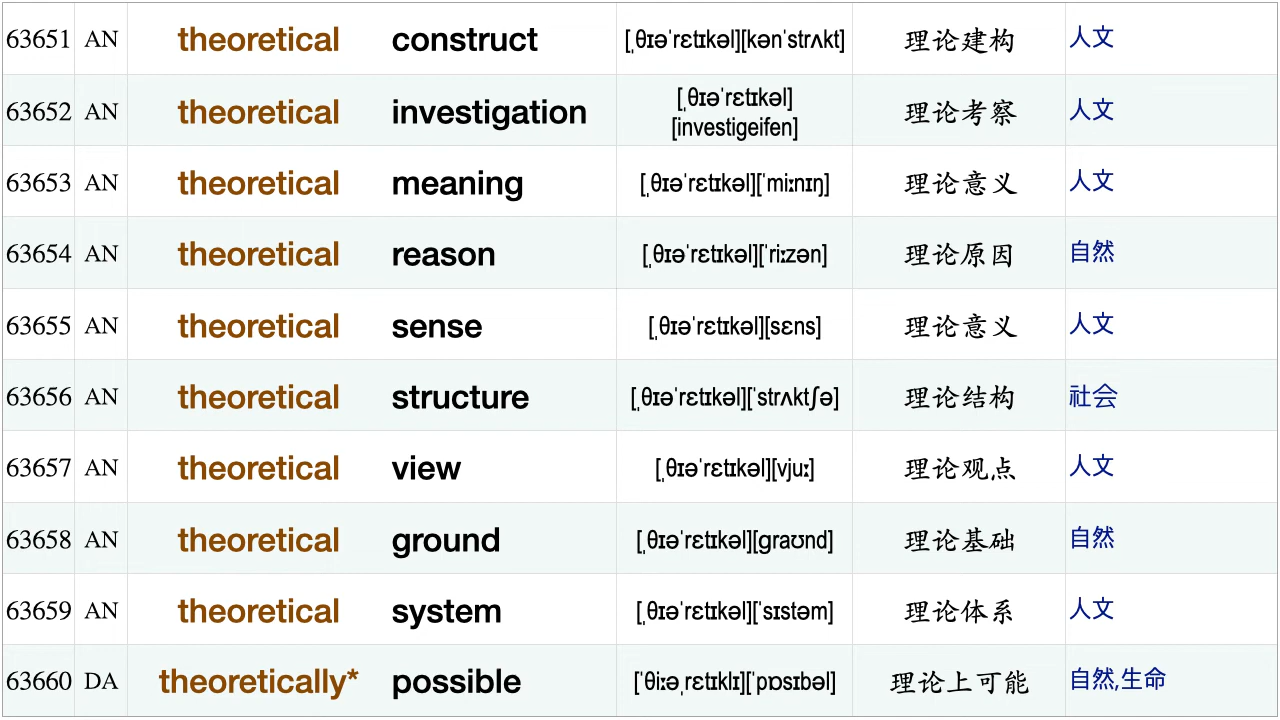 63651 AN theoretical construct [ˌθɪəˈrɛtɪkəl][kənˈstrʌkt] 理论建构 人文
63652 AN theoretical investigation [ˌθɪəˈrɛtɪkəl] [investigeifen] 理论考察 人文
63653 AN theoretical meaning [ˌθɪəˈrɛtɪkəl][ˈmiːnɪŋ] 理论意义 人文
63654 AN theoretical reason [ˌθɪəˈrɛtɪkəl][ˈriːzən] 理论原因 自然
63655 AN theoretical sense [ˌθɪəˈrɛtɪkəl][sɛns] 理论意义 人文
63656 AN theoretical structure [ˌθɪəˈrɛtɪkəl][ˈstrʌktʃə] 理论结构 社会
63657 AN theoretical view [ˌθɪəˈrɛtɪkəl][vjuː] 理论观点 人文
63658 AN theoretical ground [ˌθɪəˈrɛtɪkəl][ɡraʊnd] 理论基础 自然
63659 AN theoretical system [ˌθɪəˈrɛtɪkəl][ˈsɪstəm] 理论体系 人文
63660 DA theoretically* possible [ˈθiːəˌrɛtɪklɪ][ˈpɒsɪbəl] 理论上可能 自然,生命